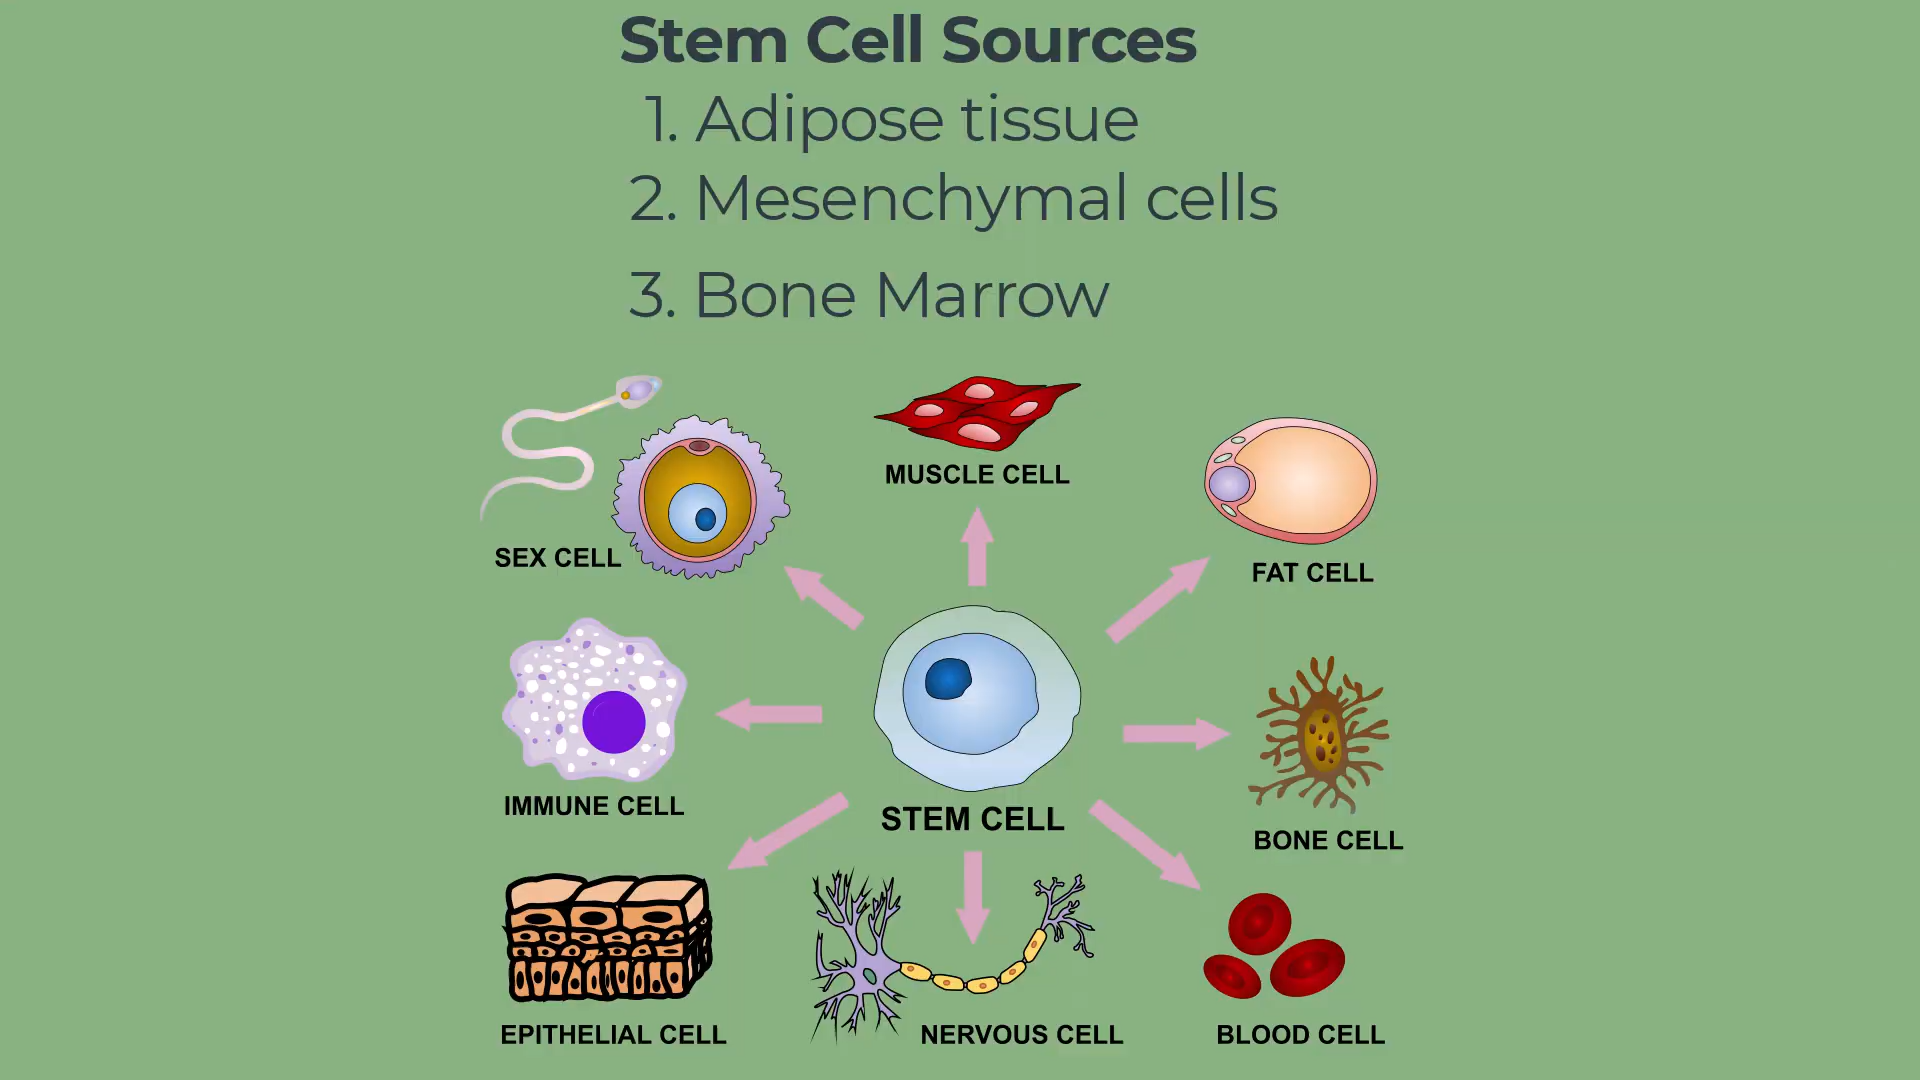 Stem Cell Sources
1. Adipose tissue
2. Mesenchymal cells
3. Bone Marrow
MUSCLE CELL
SEX CELL
FAT CELL
IMMUNE CELL
STEM CELL
BONE CELL
EPITHELIAL CELL
NERVOUS CELL
BLOOD CELL